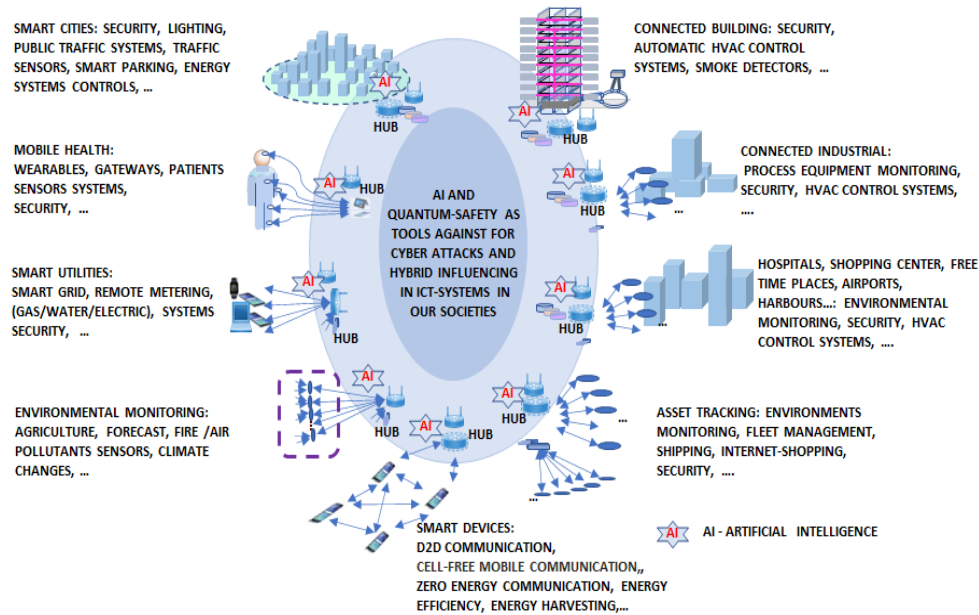 SMART CITIES: SECURITY, LIGHTING,
PUBLIC TRAFFIC SYSTEMS, TRAFFIC
SENSORS, SMART PARKING, ENERGY
SYSTEMS CONTROLS, ...
AI
HUB
CONNECTED BUILDING: SECURITY,
AUTOMATIC HVAC CONTROL
SYSTEMS, SMOKE DETECTORS, ...
AI
HUB
MOBILE HEALTH:
WEARABLES, GATEWAYS, PATIENTS
SENSORS SYSTEMS,
SECURITY, ...
AI
HUB
AI AND
QUANTUM-SAFETY AS
TOOLS AGAINST FOR
CYBER ATTACKS AND
HYBRID INFLUENCING
IN ICT-SYSTEMS IN
OUR SOCIETIES
AI
HUB
...
CONNECTED INDUSTRIAL:
PROCESS EQUIPMENT MONITORING,
SECURITY, HVAC CONTROL SYSTEMS,
....
SMART UTILITIES:
SMART GRID, REMOTE METERING,
(GAS/WATER/ELECTRIC), SYSTEMS
SECURITY, ...
AI
HUB
AI
HUB
...
HOSPITALS, SHOPPING CENTER, FREE
TIME PLACES, AIRPORTS,
HARBOURS...: ENVIRONMENTAL
MONITORING, SECURITY, HVAC
CONTROL SYSTEMS, ....
ENVIRONMENTAL MONITORING:
AGRICULTURE, FORECAST, FIRE /AIR
POLLUTANTS SENSORS, CLIMATE
CHANGES, ...
AI
HUB
AI
HUB
AI
HUB
...
...
ASSET TRACKING: ENVIRONMENTS
MONITORING, FLEET MANAGEMENT,
SHIPPING, INTERNET-SHOPPING,
SECURITY, ....
SMART DEVICES:
D2D COMMUNICATION,
CELL-FREE MOBILE COMMUNICATION,,
ZERO ENERGY COMMUNICATION, ENERGY
EFFICIENCY, ENERGY HARVESTING,...
AI
AI - ARTIFICIAL INTELLIGENCE